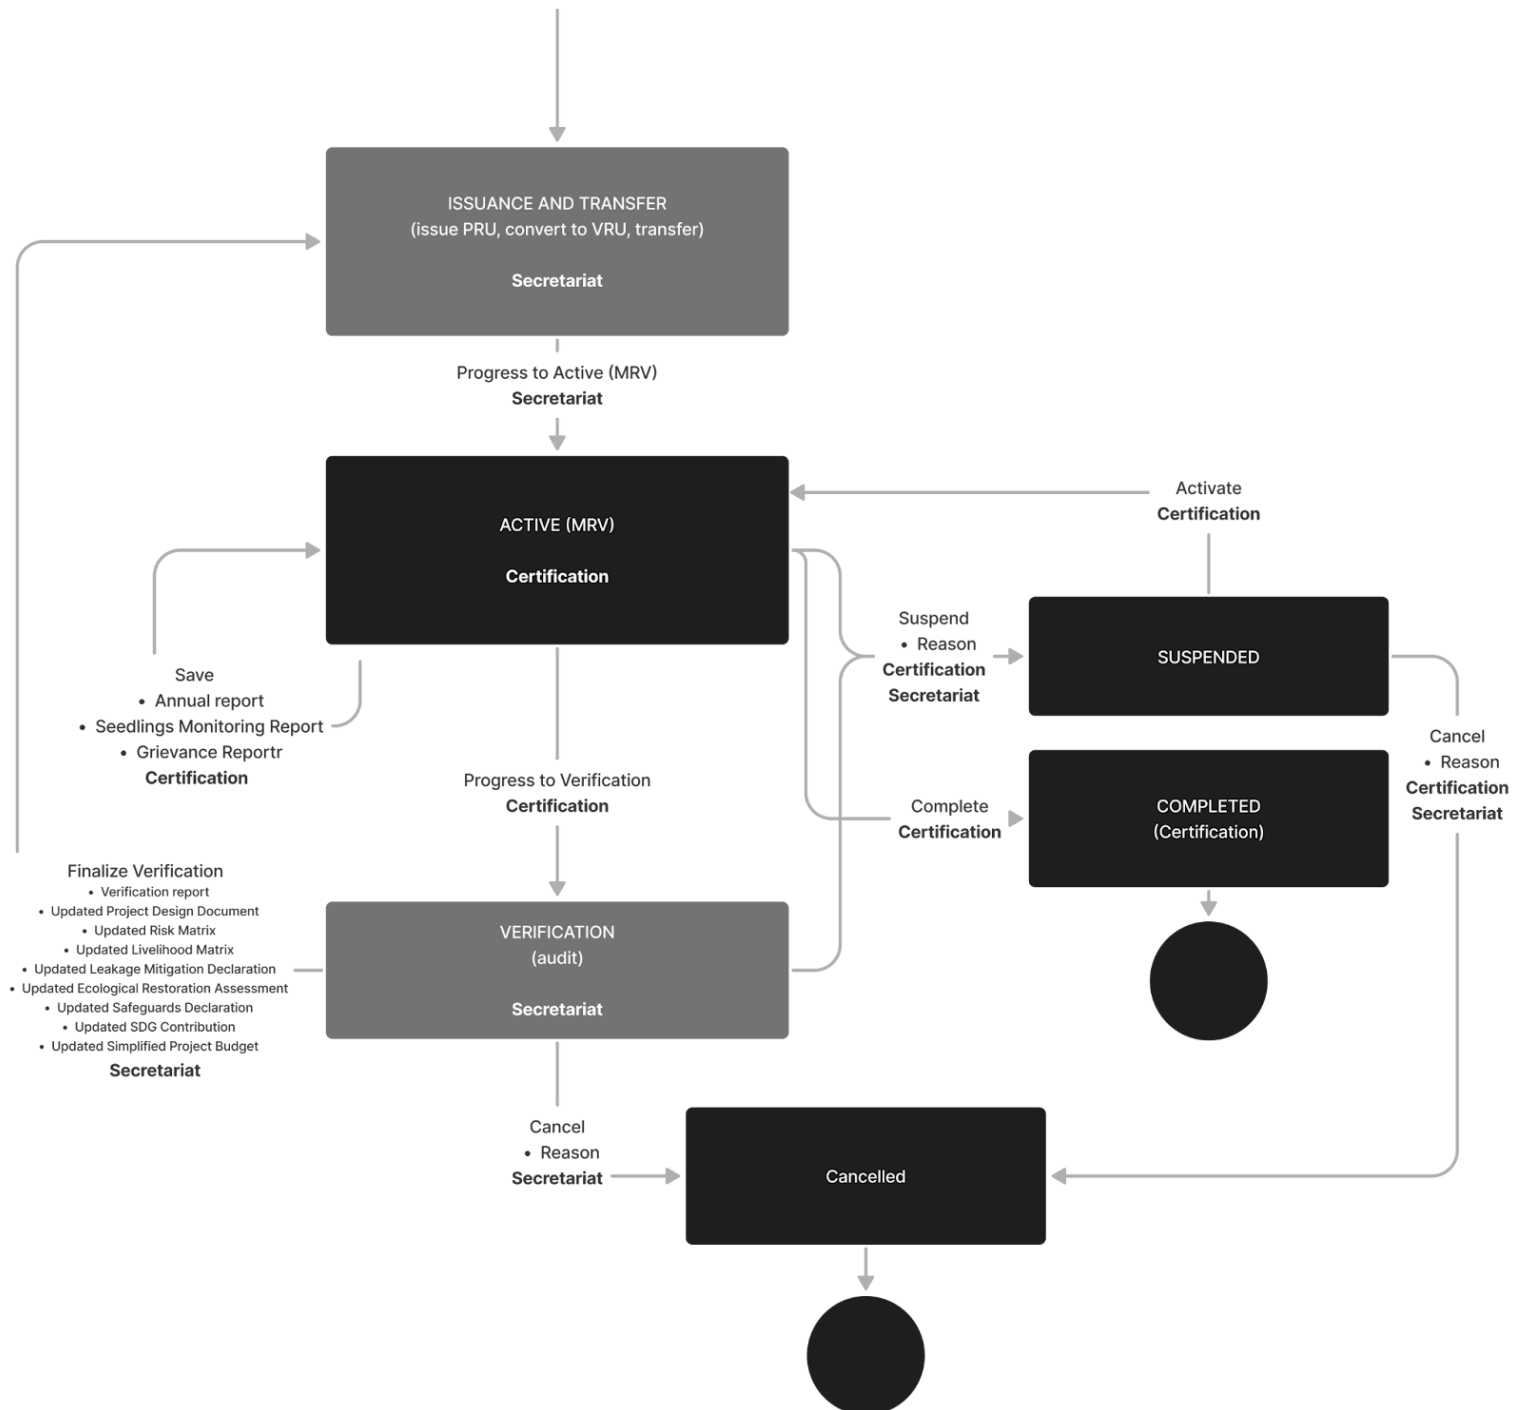 ISSUANCE AND TRANSFER
(issue PRU, convert to VRU, transfer)
Secretariat
Progress to Active (MRV)
Secretariat
ACTIVE (MRV)
Certification
Activate
Certification
Suspend
• Reason
Certification
Secretariat
SUSPENDED
Save
• Annual report
• Seedlings Monitoring Report
• Grievance Reportr
Certification
Progress to Verification
Certification
Complete
Certification
COMPLETED
(Certification)
Cancel
• Reason
Certification
Secretariat
Finalize Verification
• Verification report
• Updated Project Design Document
• Updated Risk Matrix
• Updated Livelihood Matrix
• Updated Leakage Mitigation Declaration
• Updated Ecological Restoration Assessment
• Updated Safeguards Declaration
• Updated SDG Contribution
• Updated Simplified Project Budget
Secretariat
VERIFICATION
(audit)
Secretariat
Cancel
• Reason
Secretariat
Cancelled